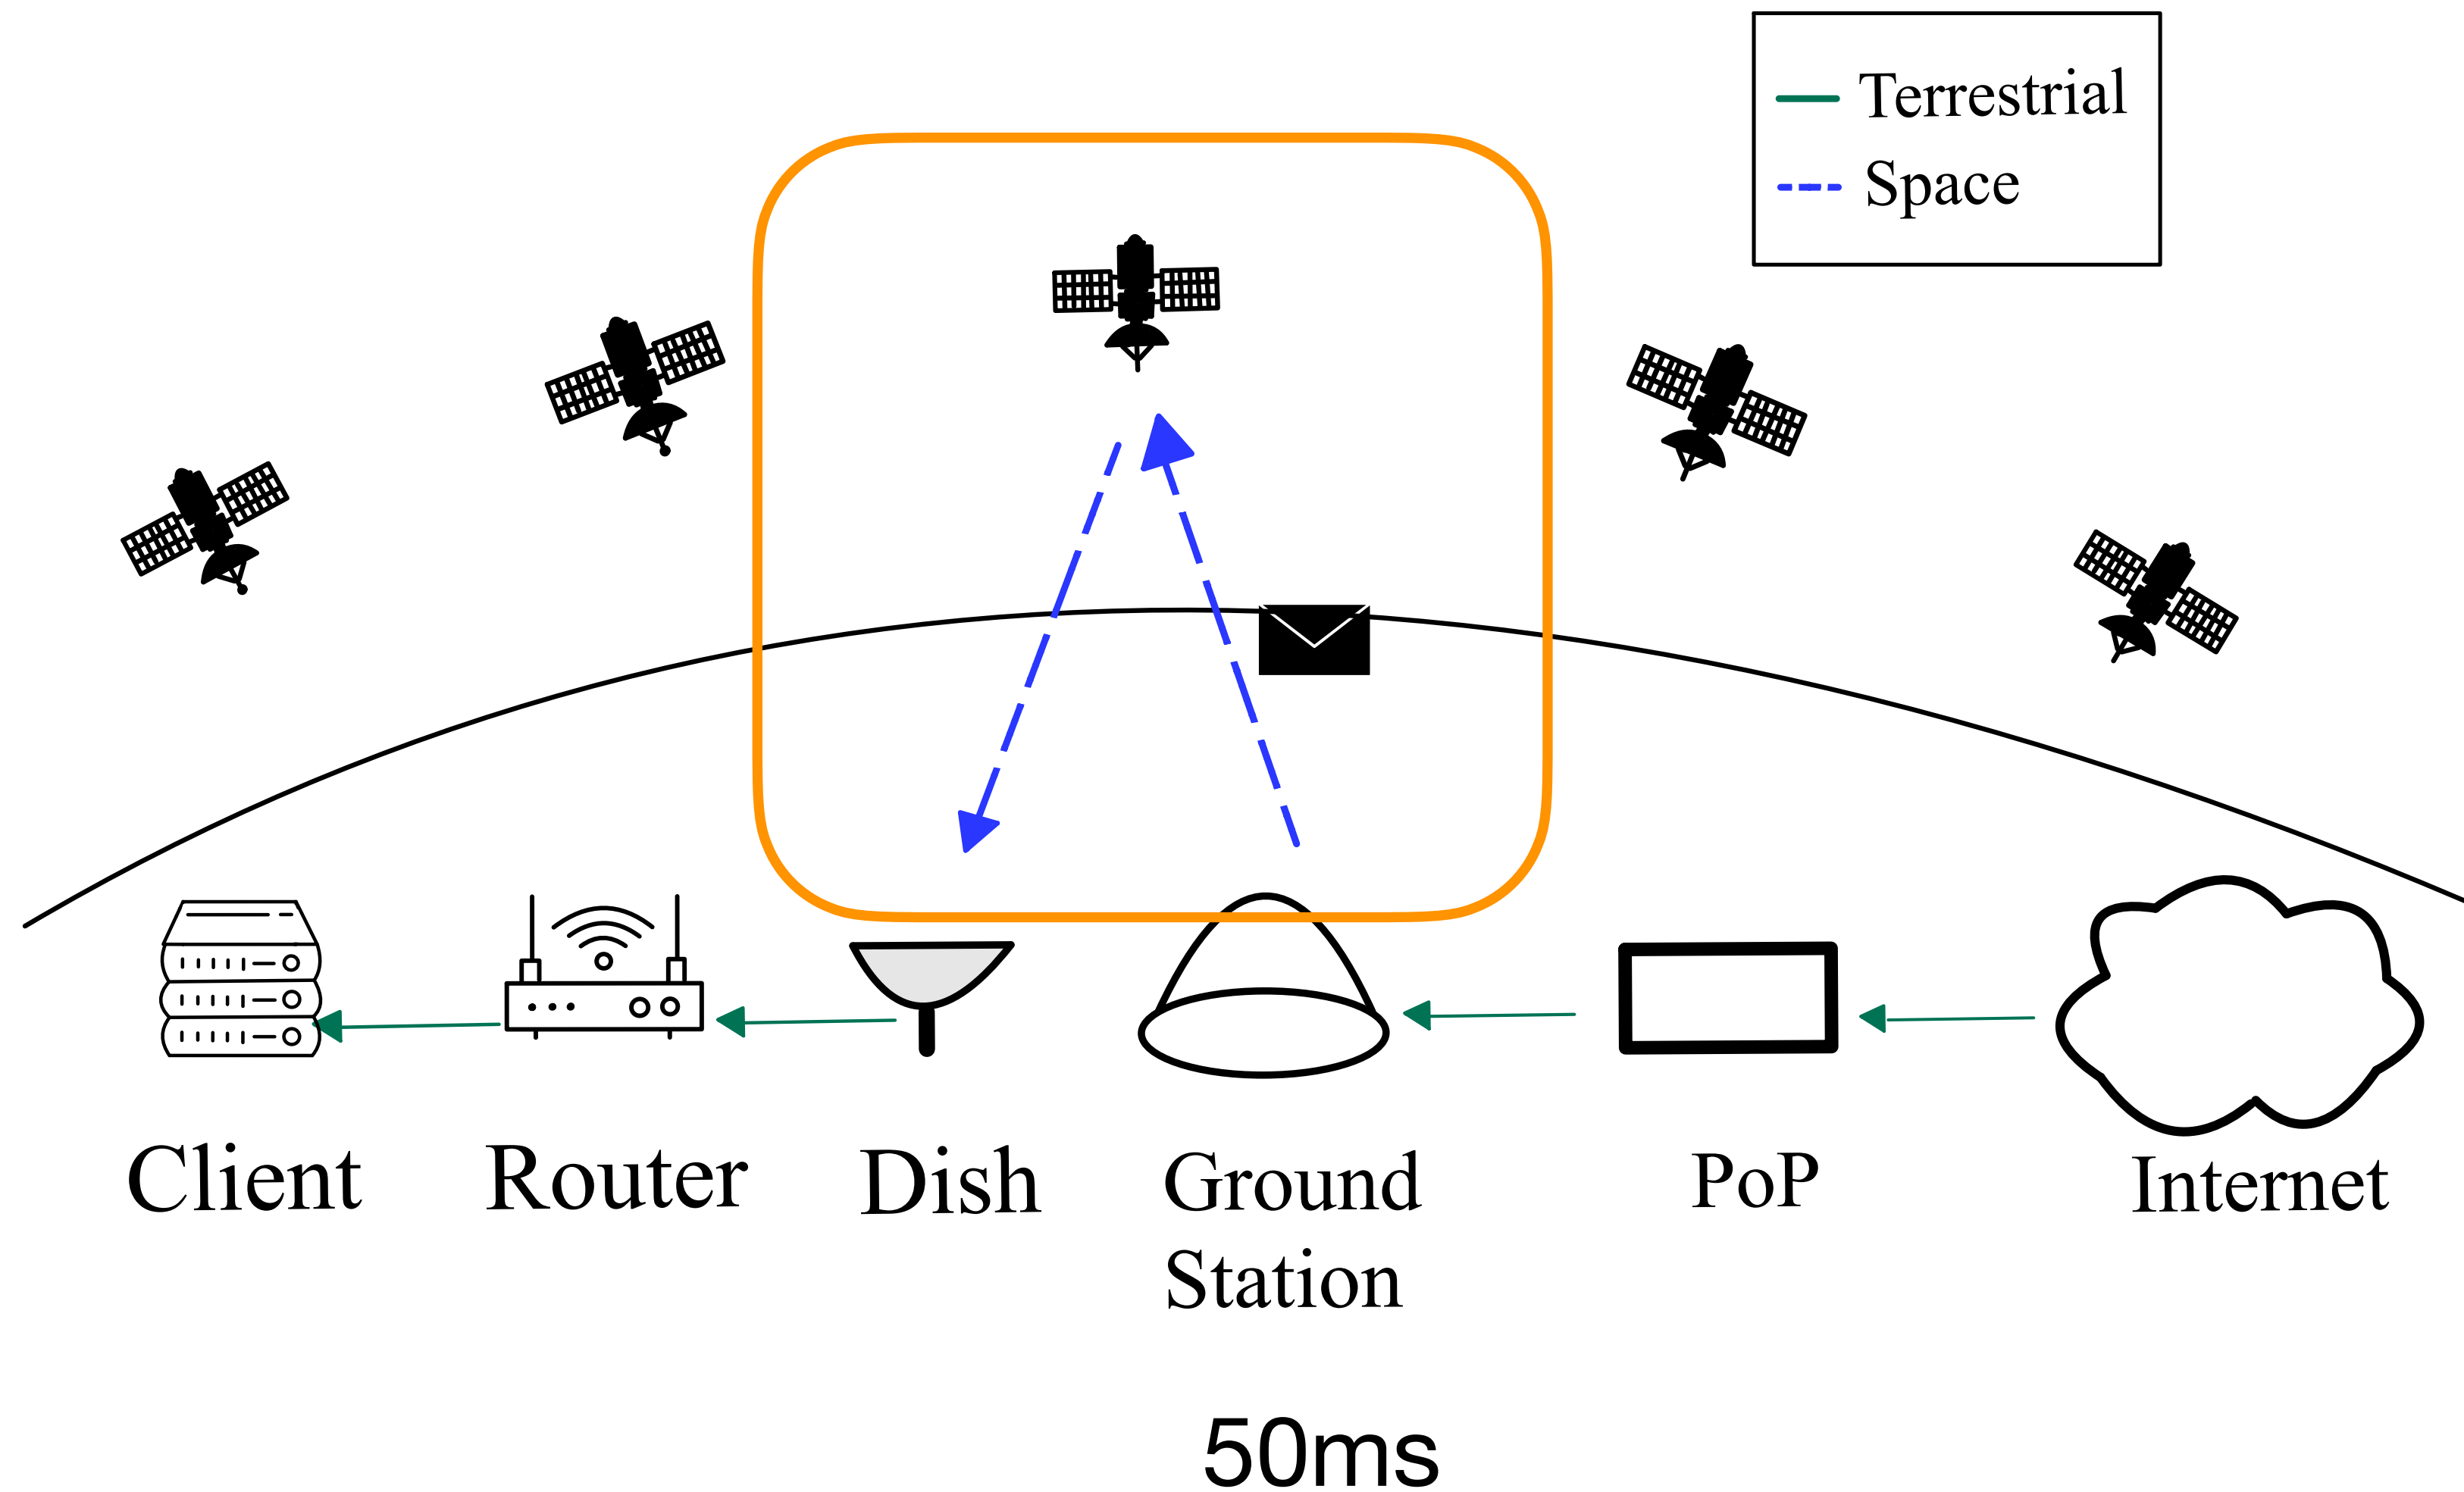 Terrestrial
Space
Client
Router
Dish
Ground
Station
PoP
Internet
50ms